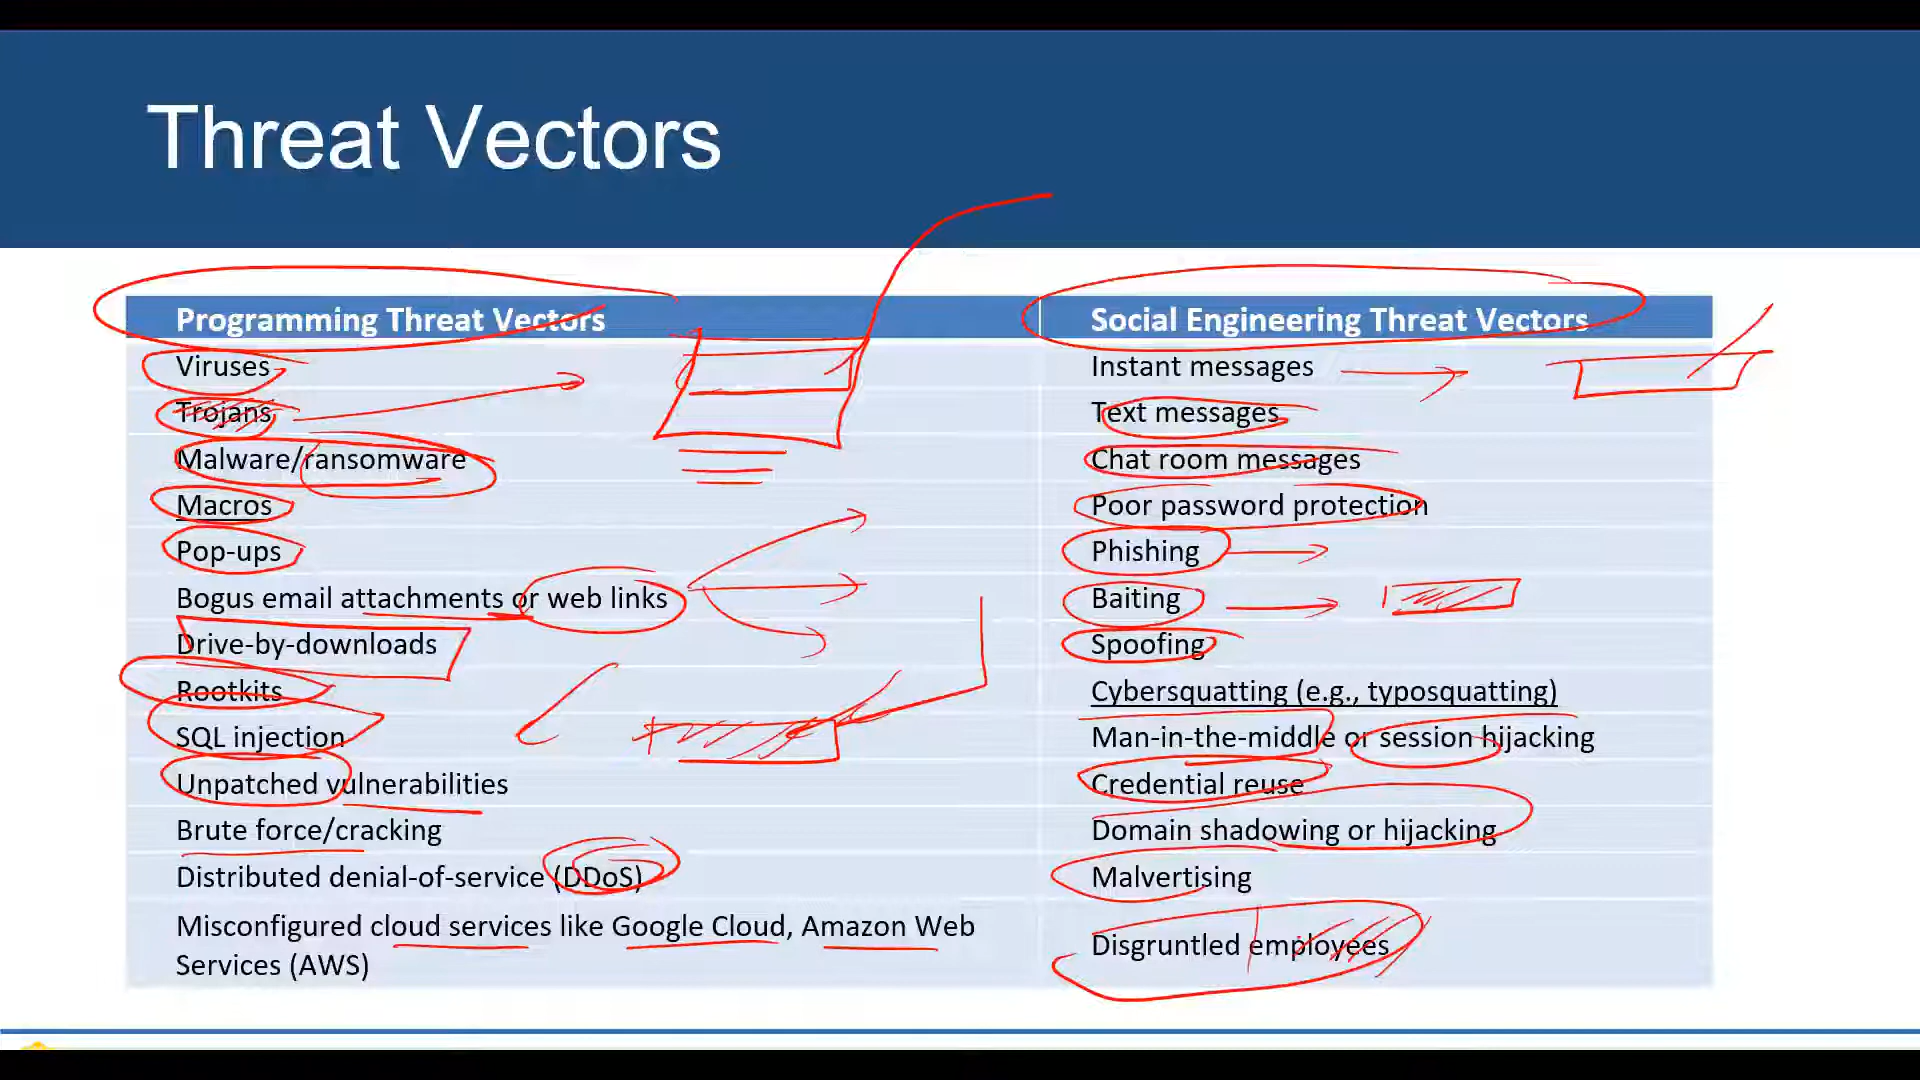 Threat Vectors
Programming Threat Vectors
Viruses
Trojans
Malware/ransomware
Macros
Pop-ups
Bogus email attachments or web links
Drive-by-downloads
Rootkits
SQL injection
Unpatched vulnerabilities
Brute force/cracking
Distributed denial-of-service (DDoS)
Misconfigured cloud services like Google Cloud, Amazon Web
Services (AWS)
Social Engineering Threat Vectors
Instant messages
Text messages
Chat room messages
Poor password protection
Phishing
Baiting
Spoofing
Cybersquatting (e.g., typosquatting)
Man-in-the-middle or session hijacking
Credential reuse
Domain shadowing or hijacking
Malvertising
Disgruntled employees